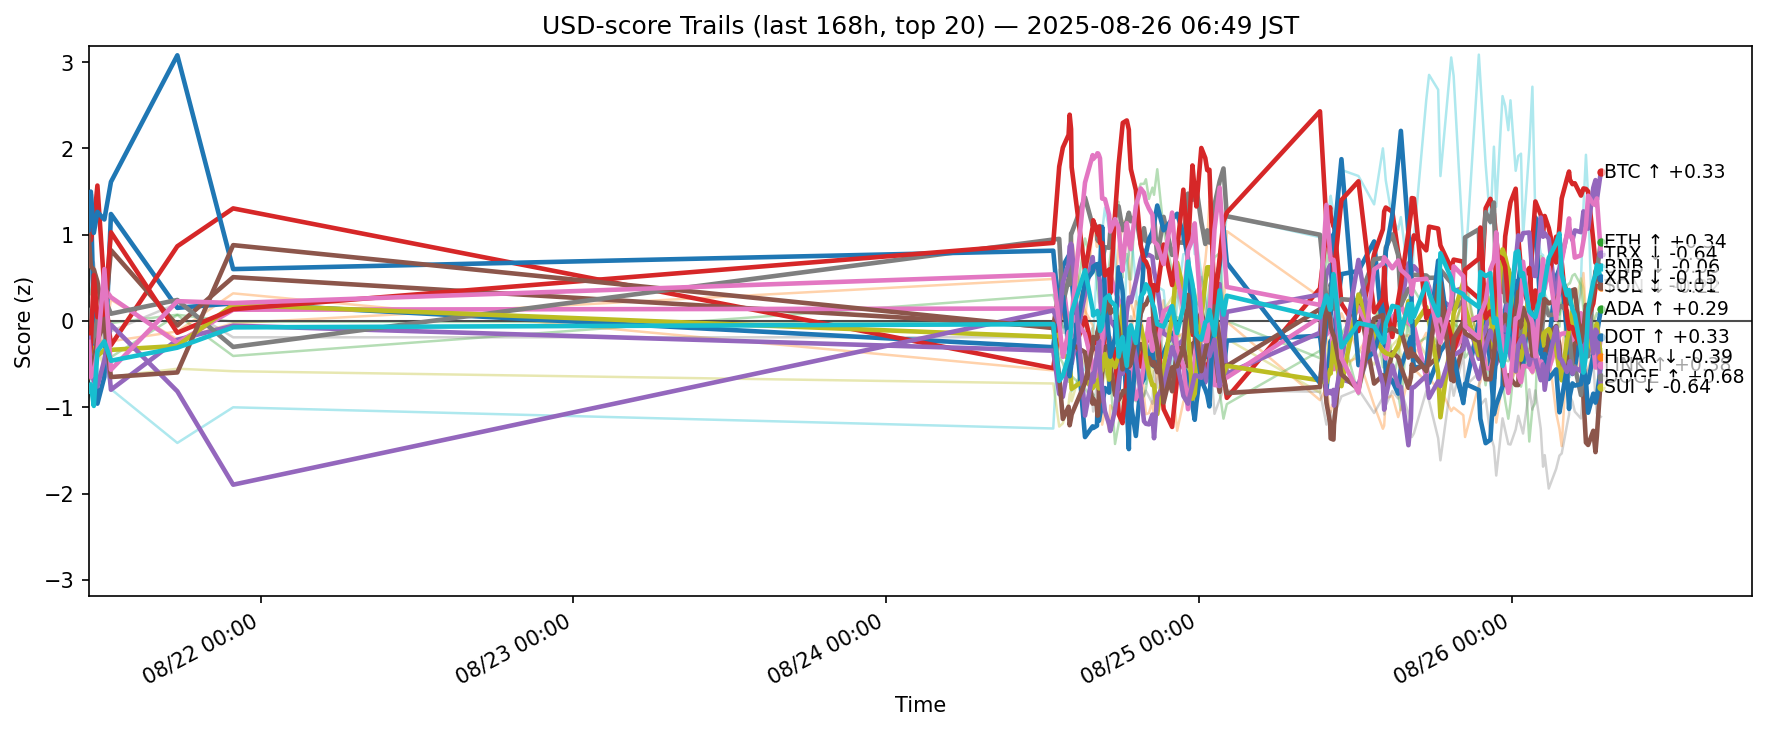 USD-score Trails (last 168h, top 20) — 2025-08-26 06:49 JST
Score (z)
3
2
1
0
−1
−2
−3
BTC ↑ +0.33
ETH ↑ +0.34
TRX ↓ -0.64
BNB ↓ -0.06
XRP ↓ -0.15
ADA ↑ +0.29
DOT ↑ +0.33
HBAR ↓ -0.39
DOGE ↑ +0.68
SUI ↓ -0.64
08/22 00:00
08/23 00:00
08/24 00:00
08/25 00:00
08/26 00:00
Time